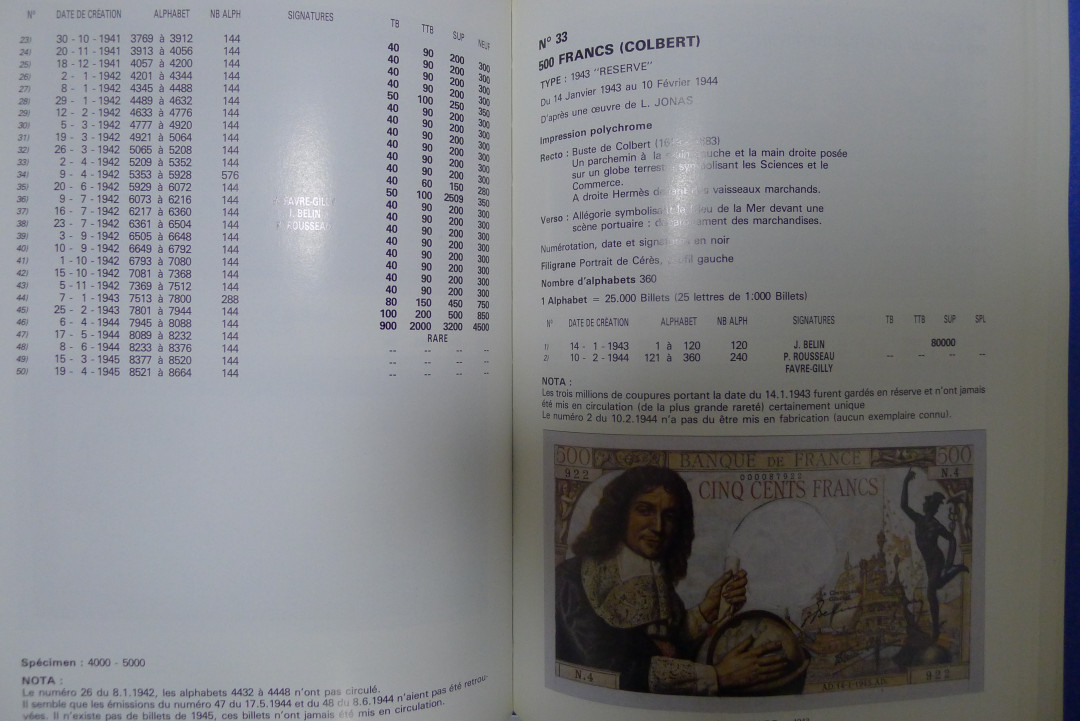 N° DATE DE CRÉATION ALPHABET NB ALPH SIGNATURES TB TTB SUP NEUF
23) 30 - 10 - 1941 3769 à 3912 144 40 90 200 300
24) 20 - 11 - 1941 3913 à 4056 144 40 90 200 300
25) 18 - 12 - 1941 4057 à 4200 144 40 90 200 300
26) 2 - 1 - 1942 4201 à 4344 144 40 90 200 300
27) 8 - 1 - 1942 4345 à 4488 144 50 100 250 350
28) 29 - 1 - 1942 4489 à 4632 144 40 90 200 300
29) 12 - 2 - 1942 4633 à 4776 144 40 90 200 300
30) 5 - 3 - 1942 4777 à 4920 144 40 90 200 300
31) 19 - 3 - 1942 4921 à 5064 144 40 90 200 300
32) 26 - 3 - 1942 5065 à 5208 144 40 90 200 300
33) 2 - 4 - 1942 5209 à 5352 144 40 90 200 300
34) 9 - 4 - 1942 5353 à 5928 576 40 60 150 280
35) 20 - 6 - 1942 5929 à 6072 144 50 100 2509 350
36) 9 - 7 - 1942 6073 à 6216 144 FAVRE-GILLY 40 90 200 300
37) 16 - 7 - 1942 6217 à 6360 144 J. BELIN 40 90 200 300
38) 23 - 7 - 1942 6361 à 6504 144 P. ROUSSEAU 40 90 200 300
39) 3 - 9 - 1942 6505 à 6648 144 40 90 200 300
40) 10 - 9 - 1942 6649 à 6792 144 40 90 200 300
41) 1 - 10 - 1942 6793 à 7080 144 40 90 200 300
42) 15 - 10 - 1942 7081 à 7368 144 40 90 200 300
43) 5 - 11 - 1942 7369 à 7512 144 40 90 200 300
44) 7 - 1 - 1943 7513 à 7800 288 80 150 450 750
45) 25 - 2 - 1943 7801 à 7944 144 100 200 500 850
46) 6 - 4 - 1944 7945 à 8088 144 900 2000 3200 4500
47) 17 - 5 - 1944 8089 à 8232 144 RARE
48) 8 - 6 - 1944 8233 à 8376 144 -- -- -- --
49) 15 - 3 - 1945 8377 à 8520 144 -- -- -- --
50) 19 - 4 - 1945 8521 à 8664 144 -- -- -- --
Spécimen : 4000 - 5000
NOTA :
Le numéro 26 du 8.1.1942, les alphabets 4432 à 4448 n'ont pas circulé.
Il semble que les émissions du numéro 47 du 17.5.1944 et du 48 du 8.6.1944 n'aient pas été retrou-
vées. Il n'existe pas de billets de 1945, ces billets n'ont jamais été mis en circulation.
N° 33
500 FRANCS (COLBERT)
TYPE : 1943 "RESERVE"
Du 14 Janvier 1943 au 10 Février 1944
D'après une œuvre de L. JONAS
Impression polychrome
Recto : Buste de Colbert
Un parchemin à la main gauche et la main droite posée
sur un globe terrestre symbolisant les Sciences et le
Commerce.
A droite Hermès devant des vaisseaux marchands.
Verso : Allégorie symbolisant le Dieu de la Mer devant une
scène portuaire : des marchandises.
Numérotation, date et signatures en noir
Filigrane Portrait de Cérès, profil gauche
Nombre d'alphabets 360
1 Alphabet = 25.000 Billets (25 lettres de 1.000 Billets)
N° DATE DE CRÉATION ALPHABET NB ALPH SIGNATURES TB TTB SUP SPL
1) 14 - 1 - 1943 1 à 120 120 J. BELIN 80000
2) 10 - 2 - 1944 121 à 360 240 P. ROUSSEAU -- -- -- --
FAVRE-GILLY
NOTA :
Les trois millions de coupures portant la date du 14.1.1943 furent gardés en réserve et n'ont jamais
été mis en circulation (de la plus grande rareté) certainement unique
Le numéro 2 du 10.2.1944 n'a pas du être mis en fabrication (aucun exemplaire connu).
500 BANQUE DE FRANCE 500
922 000087922 N.4
CINQ CENTS FRANCS
N.4 922